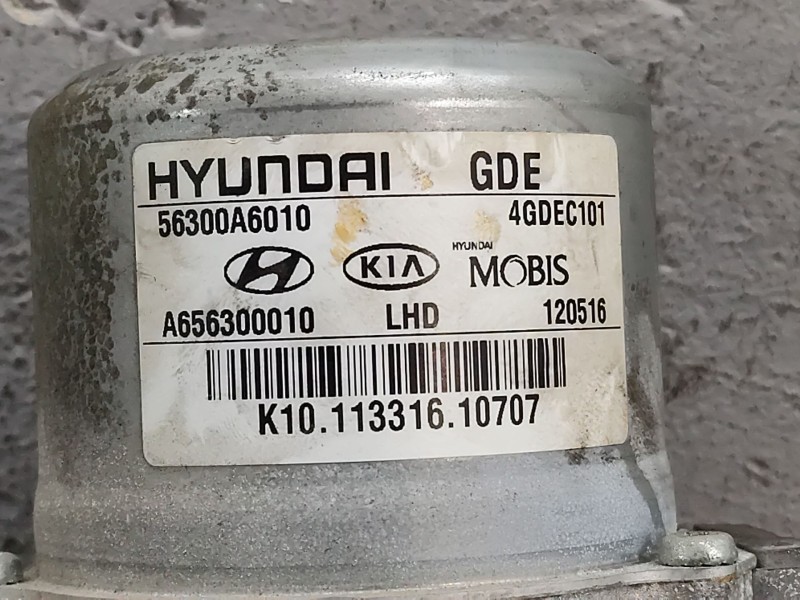 HYUNDAI GDE
56300A6010 4GDEC101
KIA HYUNDAI MOBIS
A656300010 LHD 120516
K10.113316.10707